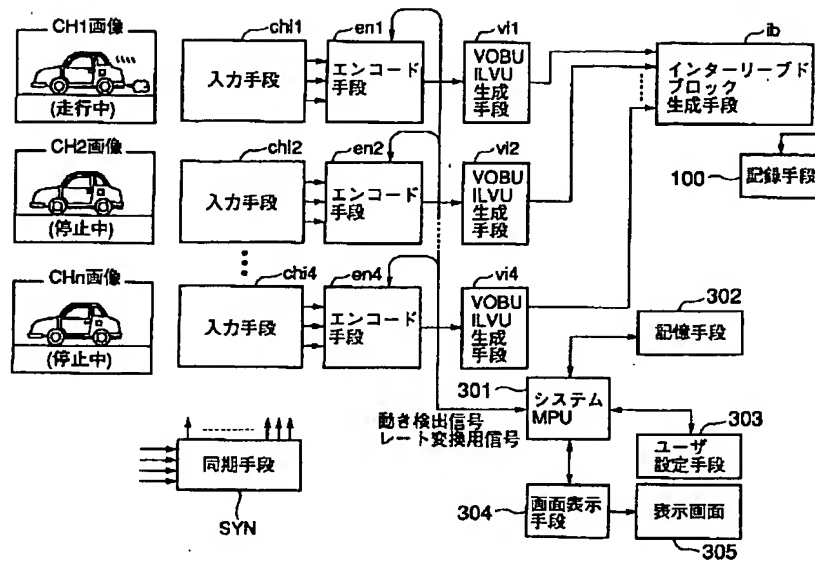 CH1画像
(走行中)
chi1
入力手段
en1
エンコード
手段
vi1
VOBU
ILVU
生成
手段
ib
インターリーブド
ブロック
生成手段
100
記録手段
CH2画像
(停止中)
chi2
入力手段
en2
エンコード
手段
vi2
VOBU
ILVU
生成
手段
CHn画像
(停止中)
chi4
入力手段
en4
エンコード
手段
vi4
VOBU
ILVU
生成
手段
302
記憶手段
301
システム
MPU
動き検出信号
レート変換用信号
303
ユーザ
設定手段
同期手段
SYN
304
画面表示
手段
表示画面
305